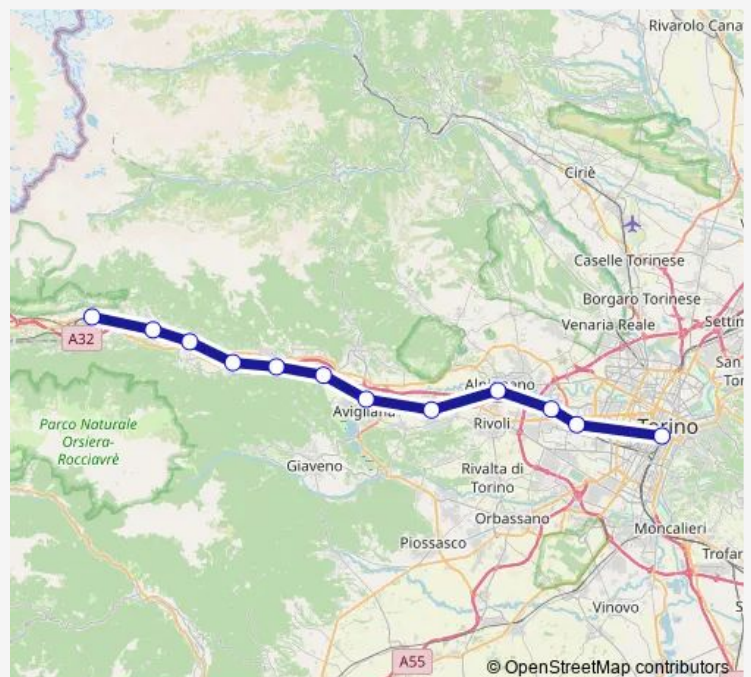 Rivarolo Cana
Ciriè
Caselle Torinese
Borgaro Torinese
Venaria Reale
Settim
San
Tor
A32
Alpignano
Avigliana
Rivoli
Torino
Parco Naturale
Orsiera-
Rocciavrè
Giaveno
Rivalta di
Torino
Orbassano
Moncalieri
Piossasco
Trofar
Vinovo
S
A55
© OpenStreetMap contributors